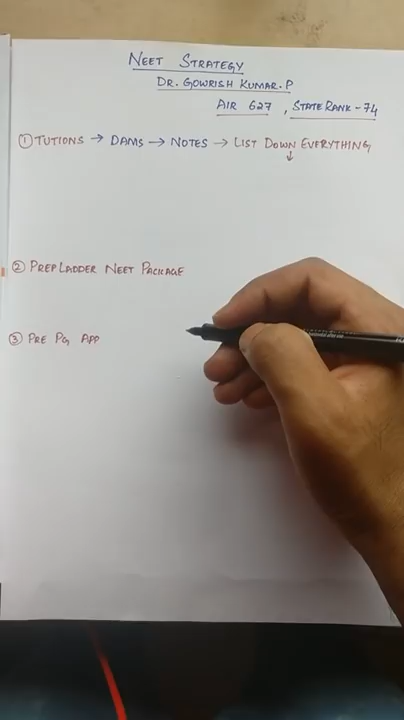 NEET STRATEGY
DR. GOWRISH KUMAR.P
AIR 627 , STATE RANK - 74
① TUTIONS → DAMS → NOTES → LIST DOWN EVERYTHING
↓
② PREPLADDER NEET PACKAGE
③ PRE PG APP